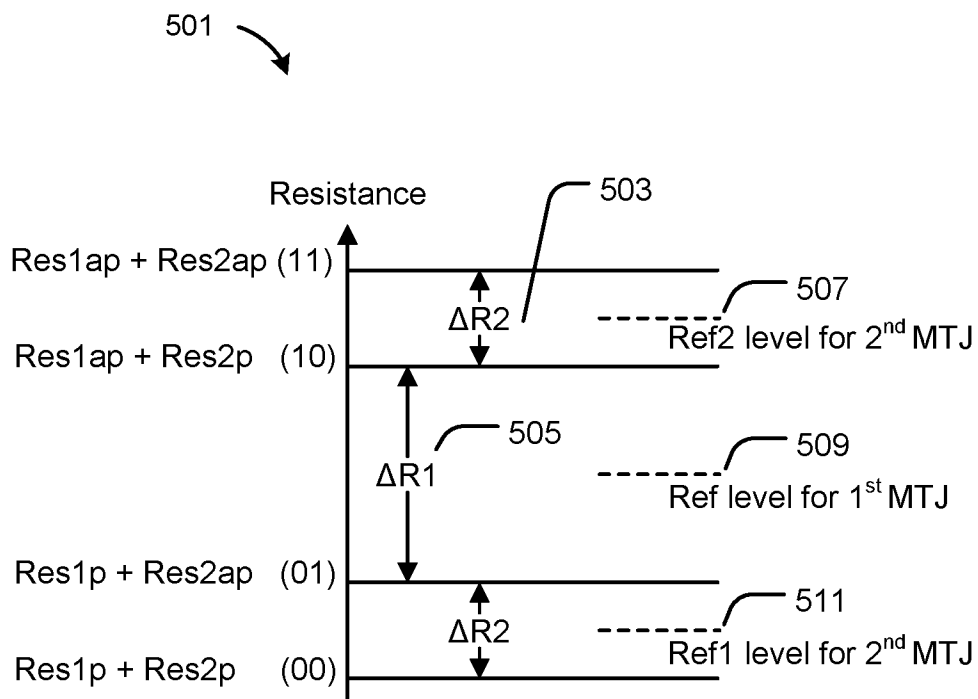 501
Resistance
503
Res1ap + Res2ap (11)
507
ΔR2
Ref2 level for 2nd MTJ
Res1ap + Res2p (10)
505
509
ΔR1
Ref level for 1st MTJ
Res1p + Res2ap (01)
511
ΔR2
Ref1 level for 2nd MTJ
Res1p + Res2p (00)